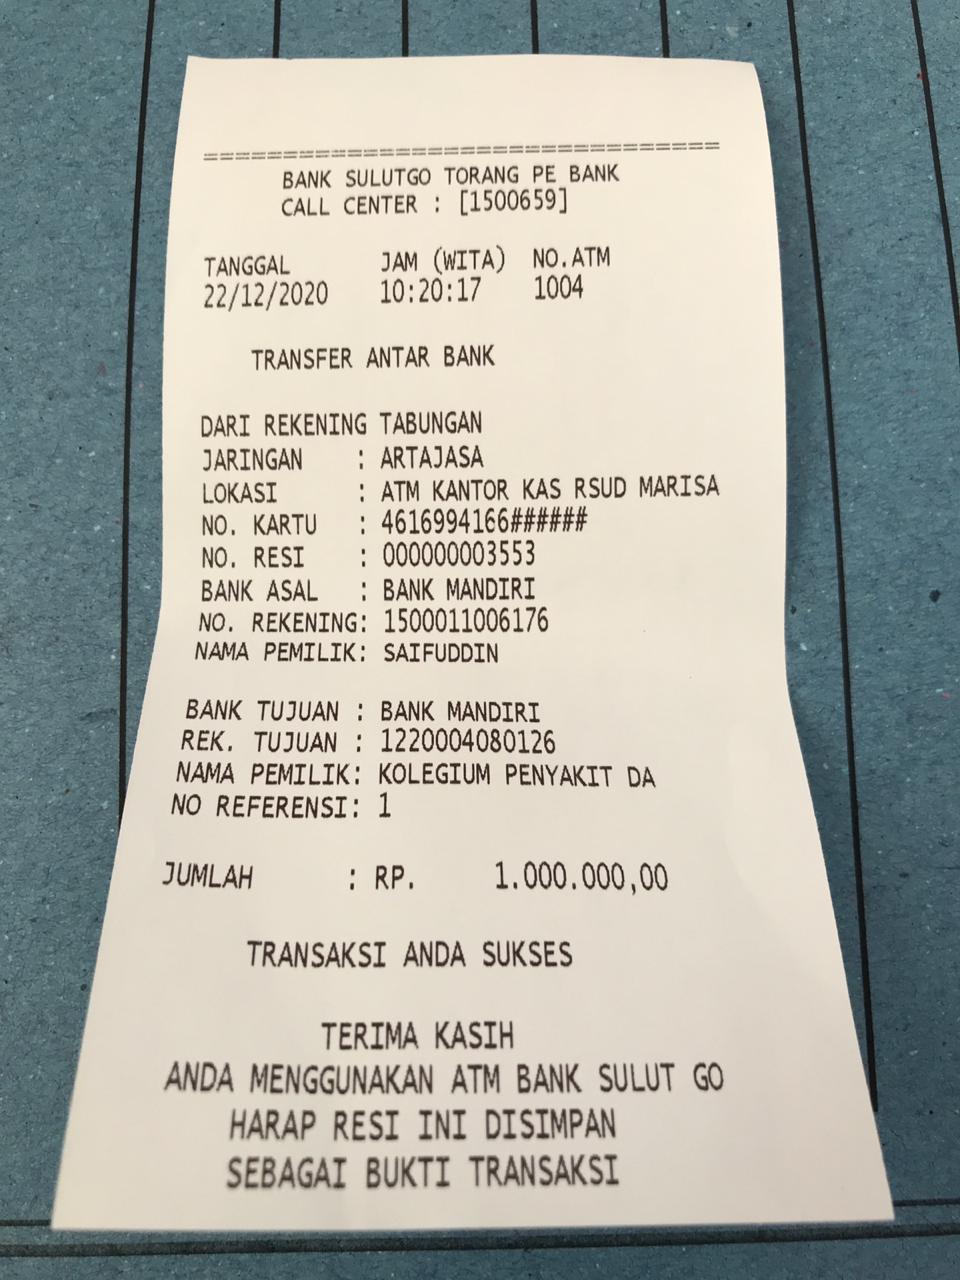 =================================
BANK SULUTGO TORANG PE BANK
CALL CENTER : [1500659]
TANGGAL JAM (WITA) NO.ATM
22/12/2020 10:20:17 1004
TRANSFER ANTAR BANK
DARI REKENING TABUNGAN
JARINGAN : ARTAJASA
LOKASI : ATM KANTOR KAS RSUD MARISA
NO. KARTU : 4616994166######
NO. RESI : 000000003553
BANK ASAL : BANK MANDIRI
NO. REKENING: 1500011006176
NAMA PEMILIK: SAIFUDDIN
BANK TUJUAN : BANK MANDIRI
REK. TUJUAN : 1220004080126
NAMA PEMILIK: KOLEGIUM PENYAKIT DA
NO REFERENSI: 1
JUMLAH : RP. 1.000.000,00
TRANSAKSI ANDA SUKSES
TERIMA KASIH
ANDA MENGGUNAKAN ATM BANK SULUT GO
HARAP RESI INI DISIMPAN
SEBAGAI BUKTI TRANSAKSI